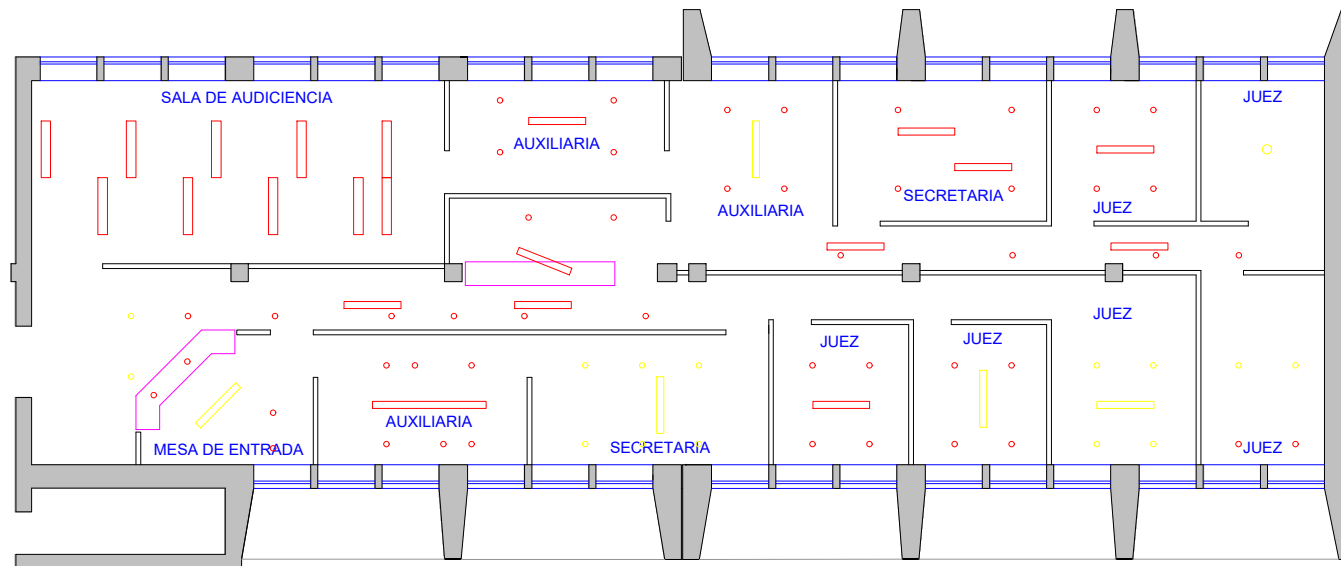 SALA DE AUDICIENCIA
JUEZ
AUXILIARIA
SECRETARIA
AUXILIARIA
JUEZ
JUEZ
JUEZ
JUEZ
AUXILIARIA
MESA DE ENTRADA
SECRETARIA
JUEZ